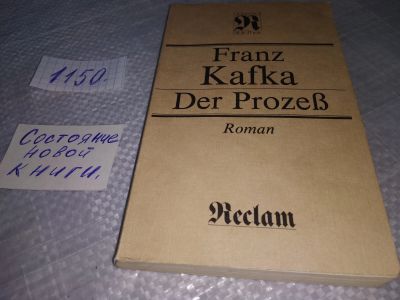 1150.
Состояние
новой
книги.
R
Franz
Kafka
Der Prozeß
Roman
Reclam